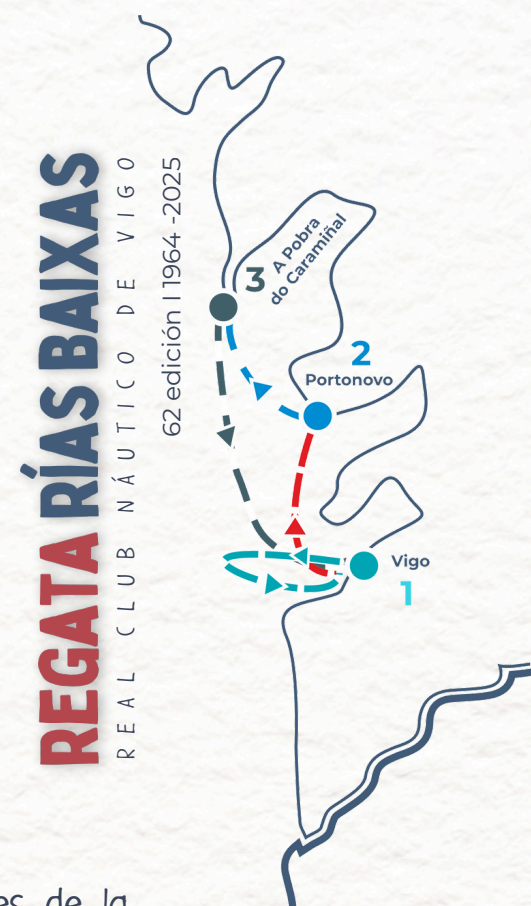 REGATA RÍAS BAIXAS
REAL CLUB NÁUTICO DE VIGO
62 edición I 1964 -2025
3
A Pobra
do Caramiñal
2
Portonovo
Vigo
1
es de la